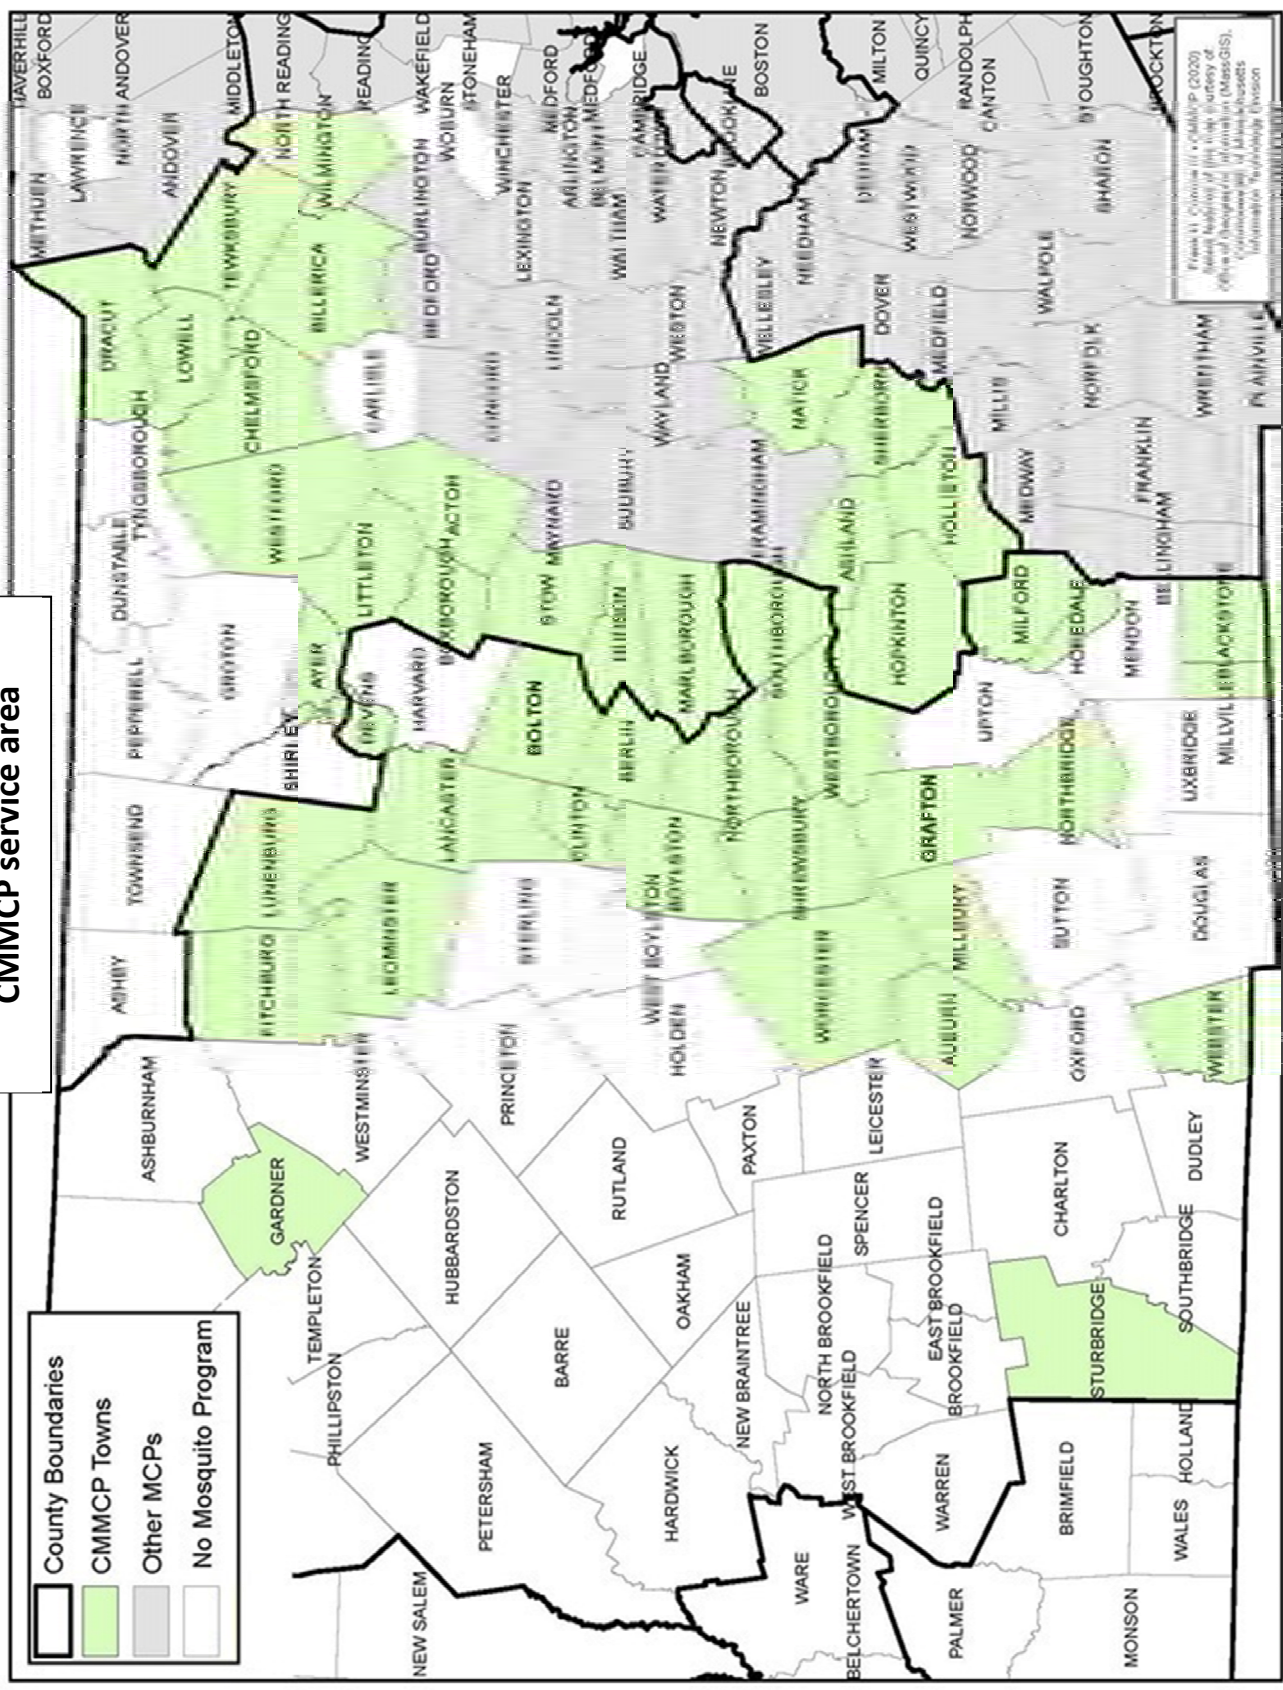 CMMCP service area
County Boundaries
CMMCP Towns
Other MCPs
No Mosquito Program
HAVERHILL
BOXFORD
METHUEN
LAWRENCE
NORTH ANDOVER
ANDOVER
MIDDLETON
NORTH READING
READING
WAKEFIELD
STONEHAM
WOBURN
WINCHESTER
MEDFORD
ARLINGTON
BELMONT
BOSTON
MILTON
QUINCY
RANDOLPH
CANTON
STOUGHTON
BROCKTON
DRACUT
LOWELL
TEWKSBURY
WILMINGTON
BILLERICA
BURLINGTON
BEDFORD
LEXINGTON
LINCOLN
WALTHAM
NEWTON
WESTON
WELLESLEY
NEEDHAM
DEDHAM
WESTWOOD
NORWOOD
DOVER
MEDFIELD
WALPOLE
SHARON
NORFOLK
WRENTHAM
PLAINVILLE
TYNGSBOROUGH
CHELMSFORD
CARLISLE
CONCORD
WAYLAND
NATICK
SHERBORN
MILLIS
MEDWAY
FRANKLIN
BELLINGHAM
DUNSTABLE
WESTFORD
LITTLETON
ACTON
BOXBOROUGH
MAYNARD
SUDBURY
FRAMINGHAM
ASHLAND
HOLLISTON
PEPPERELL
GROTON
AYER
SHIRLEY
DEVENS
HARVARD
STOW
HUDSON
MARLBOROUGH
SOUTHBOROUGH
HOPKINTON
MILFORD
HOPEDALE
MENDON
BLACKSTONE
MILLVILLE
UXBRIDGE
UPTON
NORTHBRIDGE
GRAFTON
WESTBOROUGH
NORTHBOROUGH
BERLIN
BOLTON
LANCASTER
CLINTON
TOWNSEND
LUNENBURG
LEOMINSTER
STERLING
BOYLSTON
WEST BOYLSTON
SHREWSBURY
MILLBURY
SUTTON
DOUGLAS
ASHBY
FITCHBURG
WORCESTER
AUBURN
OXFORD
WEBSTER
HOLDEN
PRINCETON
WESTMINSTER
ASHBURNHAM
GARDNER
HUBBARDSTON
RUTLAND
PAXTON
LEICESTER
CHARLTON
DUDLEY
SOUTHBRIDGE
SPENCER
EAST BROOKFIELD
NORTH BROOKFIELD
OAKHAM
BARRE
TEMPLETON
PHILLIPSTON
PETERSHAM
HARDWICK
NEW BRAINTREE
WEST BROOKFIELD
BROOKFIELD
STURBRIDGE
WARREN
BRIMFIELD
HOLLAND
WALES
WARE
BELCHERTOWN
PALMER
MONSON
NEW SALEM